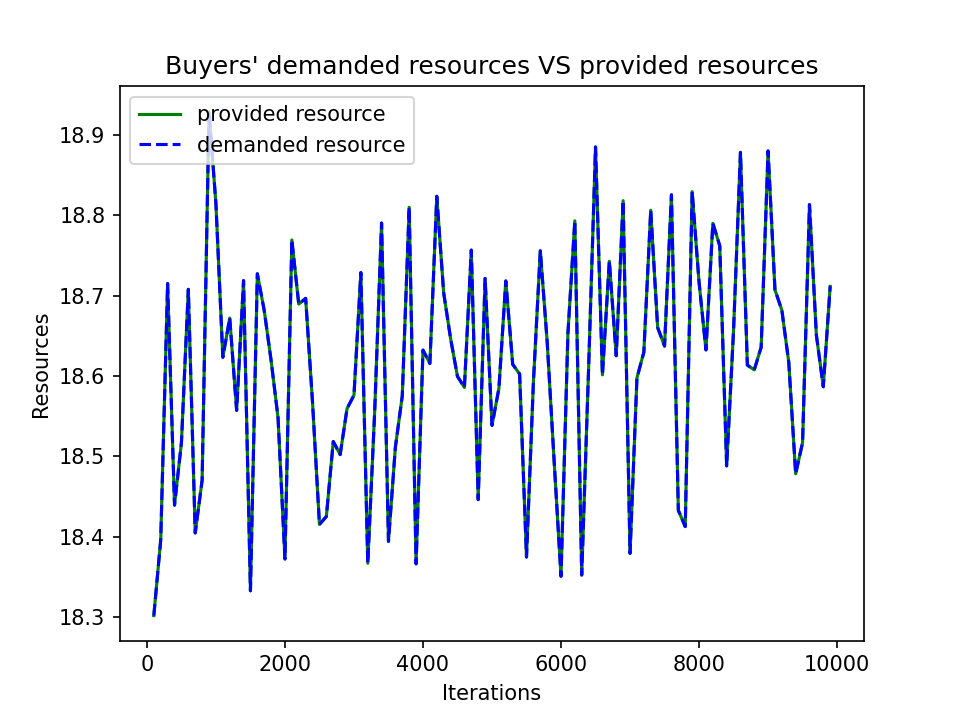 Buyers' demanded resources VS provided resources
provided resource
demanded resource
18.9
18.8
18.7
18.6
18.5
18.4
18.3
Resources
0 2000 4000 6000 8000 10000
Iterations